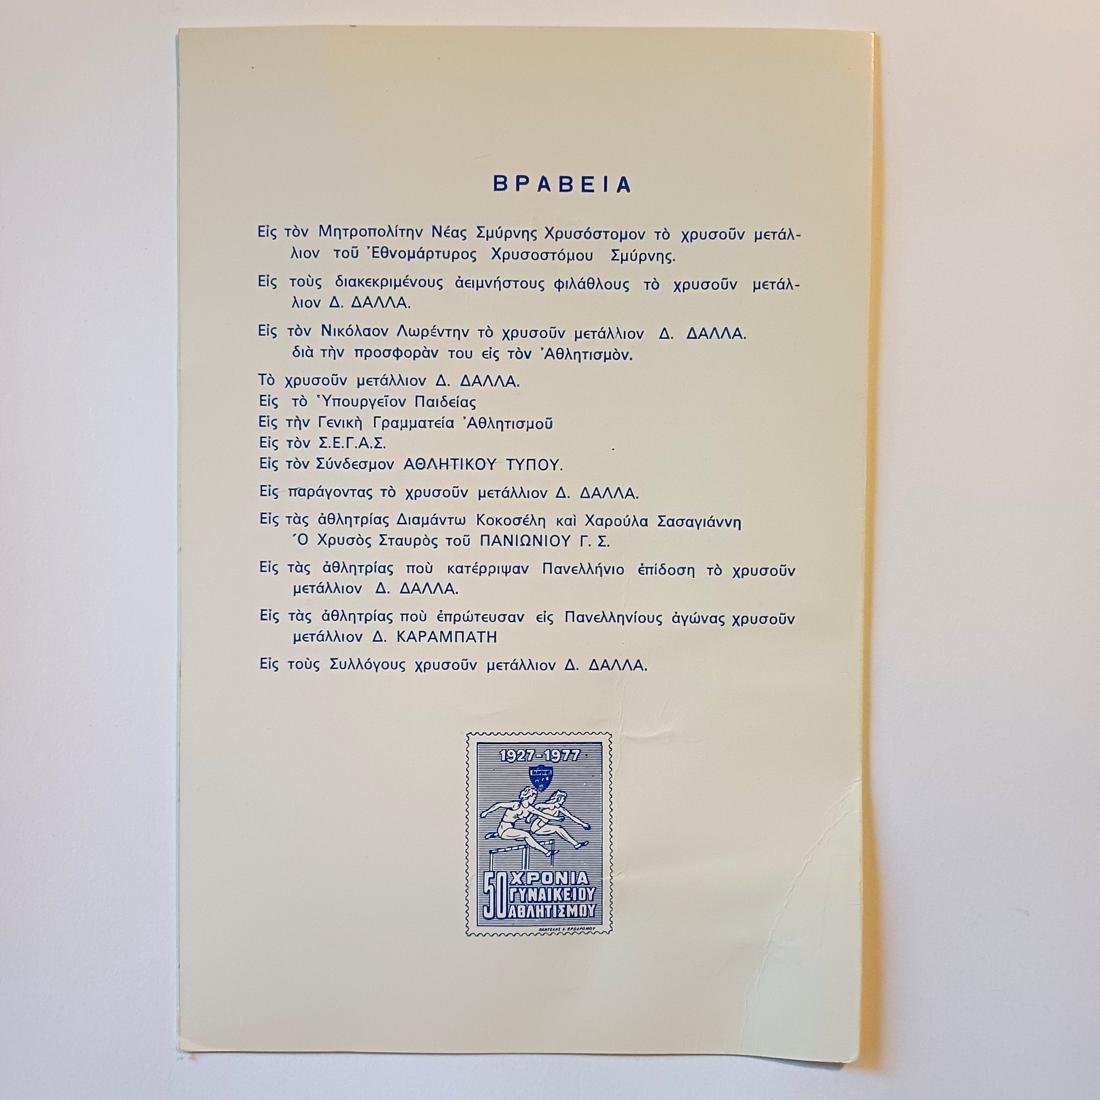 ΒΡΑΒΕΙΑ
Εἰς τὸν Μητροπολίτην Νέας Σμύρνης Χρυσόστομον τὸ χρυσοῦν μετάλ-
λιον τοῦ Ἐθνομάρτυρος Χρυσοστόμου Σμύρνης.
Εἰς τοὺς διακεκριμένους ἀειμνήστους φιλάθλους τὸ χρυσοῦν μετάλ-
λιον Δ. ΔΑΛΛΑ.
Εἰς τὸν Νικόλαον Λωρέντην τὸ χρυσοῦν μετάλλιον Δ. ΔΑΛΛΑ.
διὰ τὴν προσφορὰν του εἰς τὸν Ἀθλητισμὸν.
Τὸ χρυσοῦν μετάλλιον Δ. ΔΑΛΛΑ.
Εἰς τὸ Ὑπουργεῖον Παιδείας
Εἰς τὴν Γενικὴ Γραμματεία Ἀθλητισμοῦ
Εἰς τὸν Σ.Ε.Γ.Α.Σ.
Εἰς τὸν Σύνδεσμον ΑΘΛΗΤΙΚΟΥ ΤΥΠΟΥ.
Εἰς παράγοντας τὸ χρυσοῦν μετάλλιον Δ. ΔΑΛΛΑ.
Εἰς τὰς ἀθλητρίας Διαμάντω Κοκοσέλη καὶ Χαρούλα Σασαγιάννη
Ὁ Χρυσὸς Σταυρὸς τοῦ ΠΑΝΙΩΝΙΟΥ Γ. Σ.
Εἰς τὰς ἀθλητρίας ποὺ κατέρριψαν Πανελλήνιο ἐπίδοση τὸ χρυσοῦν
μετάλλιον Δ. ΔΑΛΛΑ.
Εἰς τὰς ἀθλητρίας ποὺ ἐπρώτευσαν εἰς Πανελληνίους ἀγώνας χρυσοῦν
μετάλλιον Δ. ΚΑΡΑΜΠΑΤΗ
Εἰς τοὺς Συλλόγους χρυσοῦν μετάλλιον Δ. ΔΑΛΛΑ.
1927-1977
50 ΧΡΟΝΙΑ
ΓΥΝΑΙΚΕΙΟΥ
ΑΘΛΗΤΙΣΜΟΥ